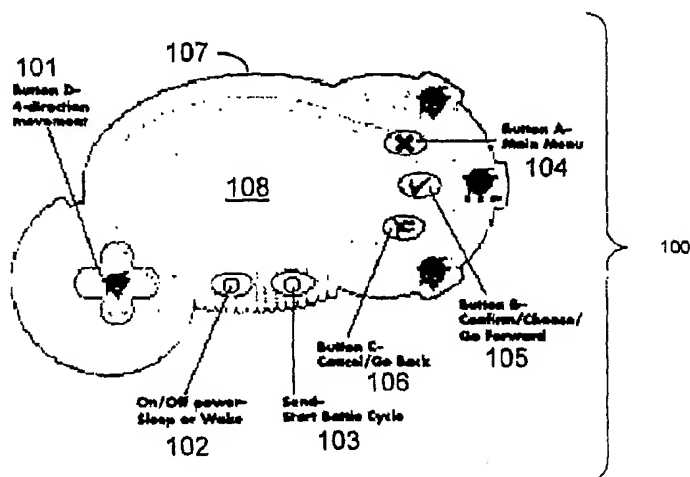 107
101
Button D-
4-direction
movement
Button A-
Main Menu
104
108
100
Button B-
Confirm/Choose/
Go Forward
105
Button C-
Cancel/Go Back
106
On/Off power-
Sleep or Wake
102
Send-
Start Battle Cycle
103